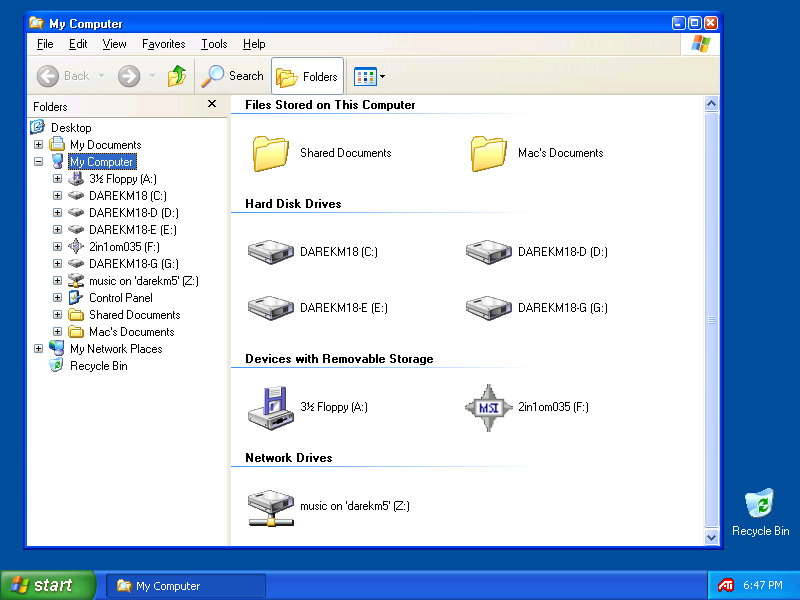 My Computer
File Edit View Favorites Tools Help
Back Search Folders
Folders
Desktop
My Documents
My Computer
3½ Floppy (A:)
DAREKM18 (C:)
DAREKM18-D (D:)
DAREKM18-E (E:)
2in1om035 (F:)
DAREKM18-G (G:)
music on 'darekm5' (Z:)
Control Panel
Shared Documents
Mac's Documents
My Network Places
Recycle Bin
Files Stored on This Computer
Shared Documents Mac's Documents
Hard Disk Drives
DAREKM18 (C:) DAREKM18-D (D:)
DAREKM18-E (E:) DAREKM18-G (G:)
Devices with Removable Storage
3½ Floppy (A:) MSI 2in1om035 (F:)
Network Drives
music on 'darekm5' (Z:)
Recycle Bin
start My Computer ATi 6:47 PM